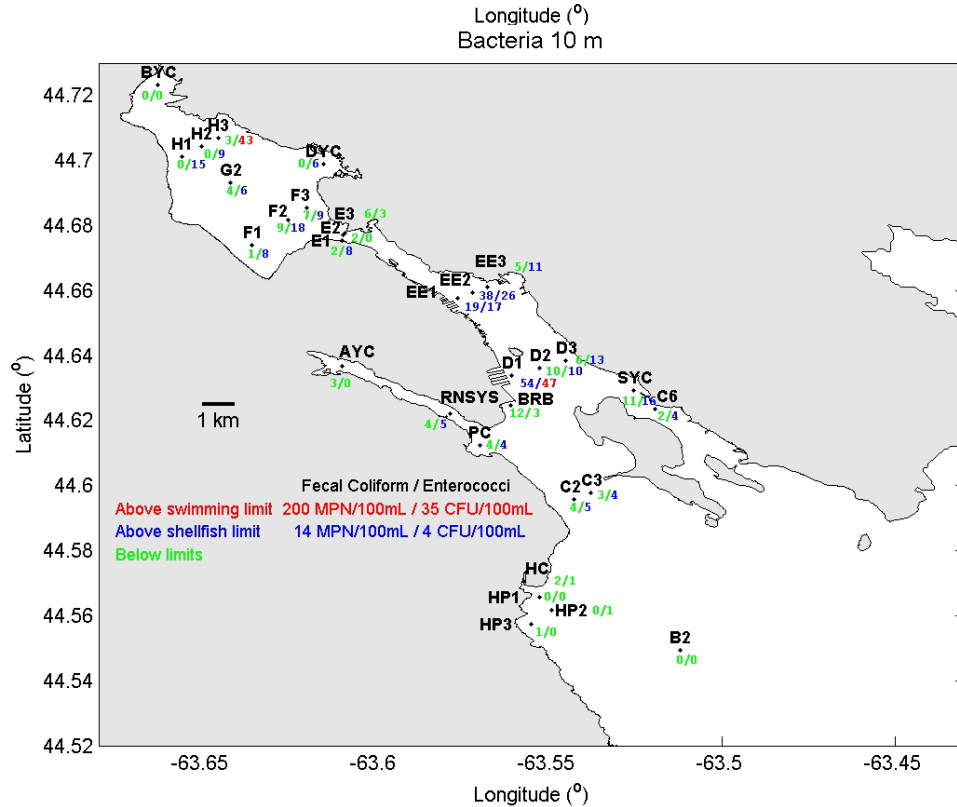 Longitude (º)
Bacteria 10 m
44.72
44.7
44.68
44.66
44.64
44.62
44.6
44.58
44.56
44.54
44.52
Latitude (º)
BYC
0/0
H3
3/43
H2
0/9
H1
0/15
DYC
0/6
G2
4/6
F3
7/9
F2
9/18
F1
1/8
E3
6/3
E2
2/0
E1
2/8
EE3
5/11
EE2
38/26
EE1
19/17
D3
6/13
D2
10/10
D1
54/47
AYC
3/0
SYC
11/16
C6
2/4
RNSYS
4/5
BRB
12/3
PC
4/4
1 km
C3
3/4
C2
4/5
Fecal Coliform / Enterococci
Above swimming limit 200 MPN/100mL / 35 CFU/100mL
Above shellfish limit 14 MPN/100mL / 4 CFU/100mL
Below limits
HC
2/1
HP1
0/0
HP2
0/1
HP3
1/0
B2
0/0
-63.65
-63.6
-63.55
-63.5
-63.45
Longitude (º)